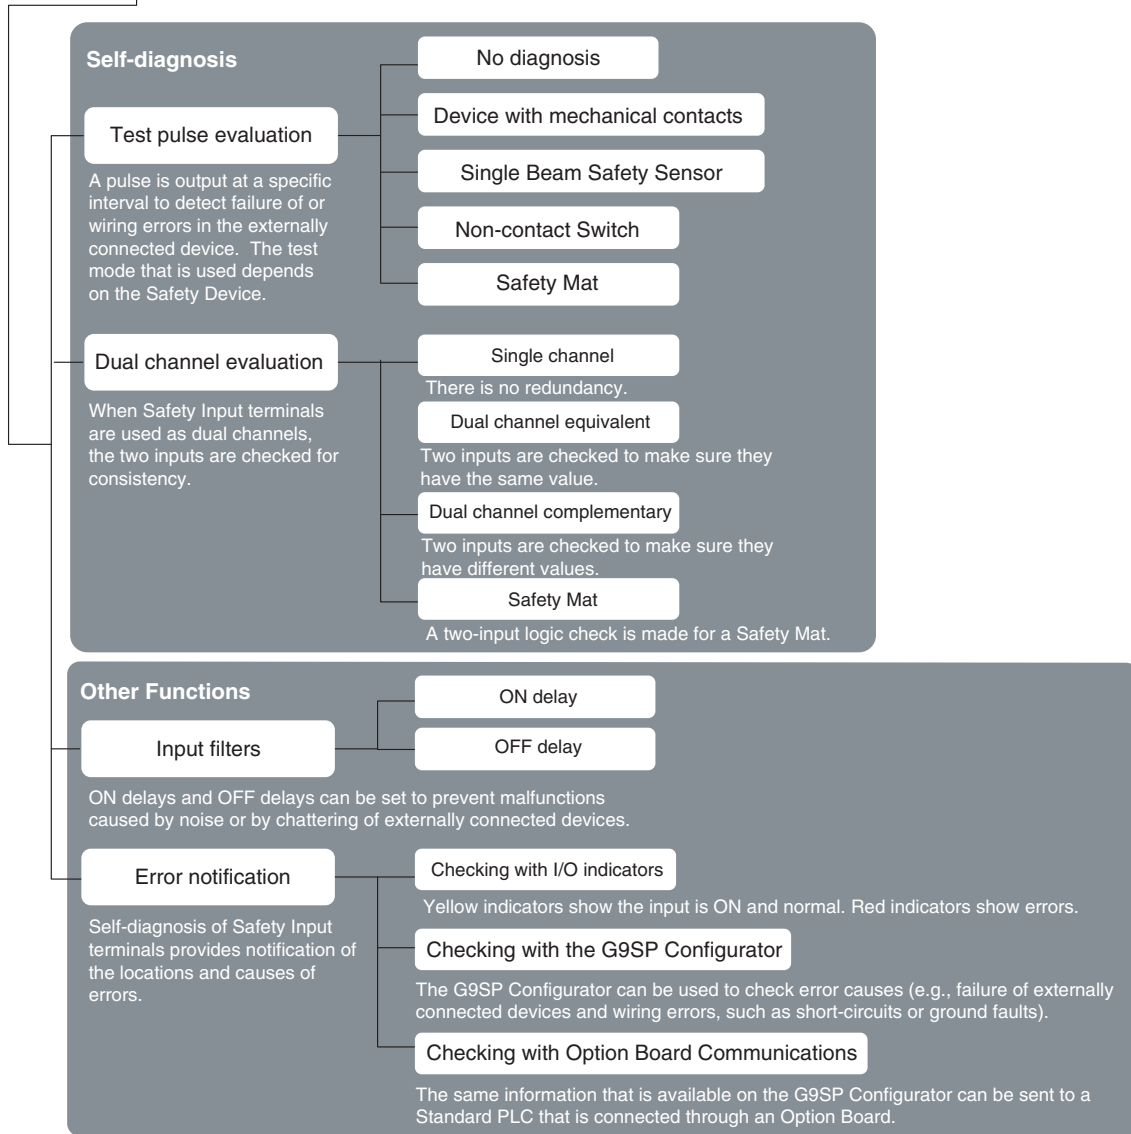 Self-diagnosis
Test pulse evaluation
A pulse is output at a specific
interval to detect failure of or
wiring errors in the externally
connected device.  The test
mode that is used depends
on the Safety Device.
No diagnosis
Device with mechanical contacts
Single Beam Safety Sensor
Non-contact Switch
Safety Mat
Dual channel evaluation
When Safety Input terminals
are used as dual channels,
the two inputs are checked for
consistency.
Single channel
There is no redundancy.
Dual channel equivalent
Two inputs are checked to make sure they
have the same value.
Dual channel complementary
Two inputs are checked to make sure they
have different values.
Safety Mat
A two-input logic check is made for a Safety Mat.
Other Functions
Input filters
ON delay
OFF delay
ON delays and OFF delays can be set to prevent malfunctions
caused by noise or by chattering of externally connected devices.
Error notification
Self-diagnosis of Safety Input
terminals provides notification of
the locations and causes of
errors.
Checking with I/O indicators
Yellow indicators show the input is ON and normal. Red indicators show errors.
Checking with the G9SP Configurator
The G9SP Configurator can be used to check error causes (e.g., failure of externally
connected devices and wiring errors, such as short-circuits or ground faults).
Checking with Option Board Communications
The same information that is available on the G9SP Configurator can be sent to a
Standard PLC that is connected through an Option Board.